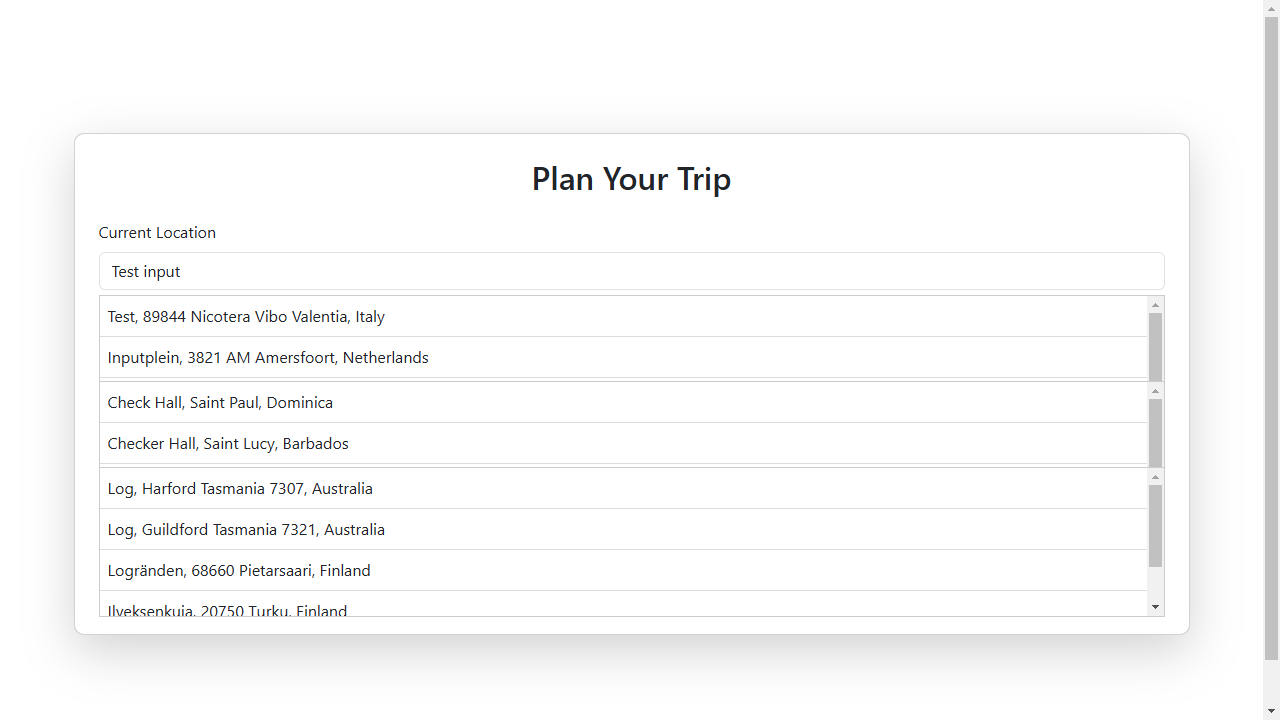 Plan Your Trip
Current Location
Test input
Test, 89844 Nicotera Vibo Valentia, Italy
Inputplein, 3821 AM Amersfoort, Netherlands
Check Hall, Saint Paul, Dominica
Checker Hall, Saint Lucy, Barbados
Log, Harford Tasmania 7307, Australia
Log, Guildford Tasmania 7321, Australia
Logränden, 68660 Pietarsaari, Finland
Ilveksenkuja, 20750 Turku, Finland